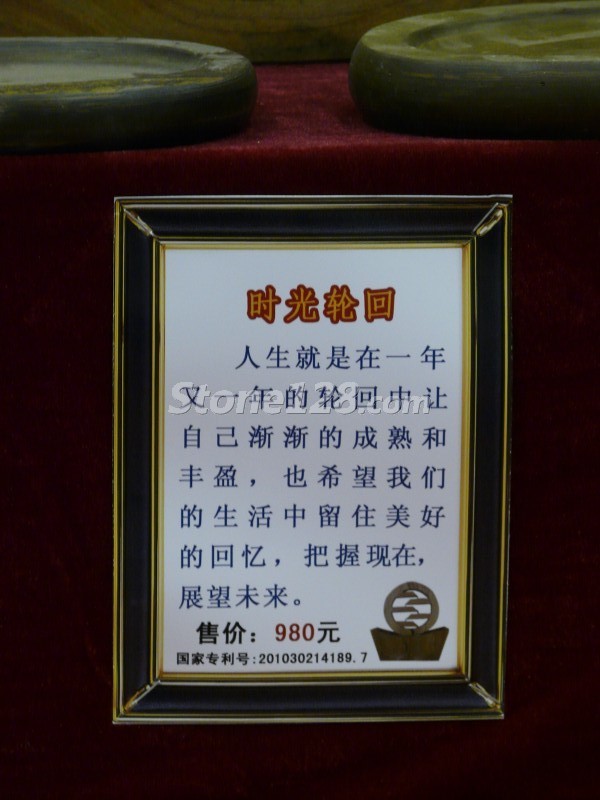 时光轮回
人生就是在一年
又一年的轮回中让
Stone128.com
自己渐渐的成熟和
丰盈，也希望我们
的生活中留住美好
的回忆，把握现在，
展望未来。
售价：980元
国家专利号:201030214189.7